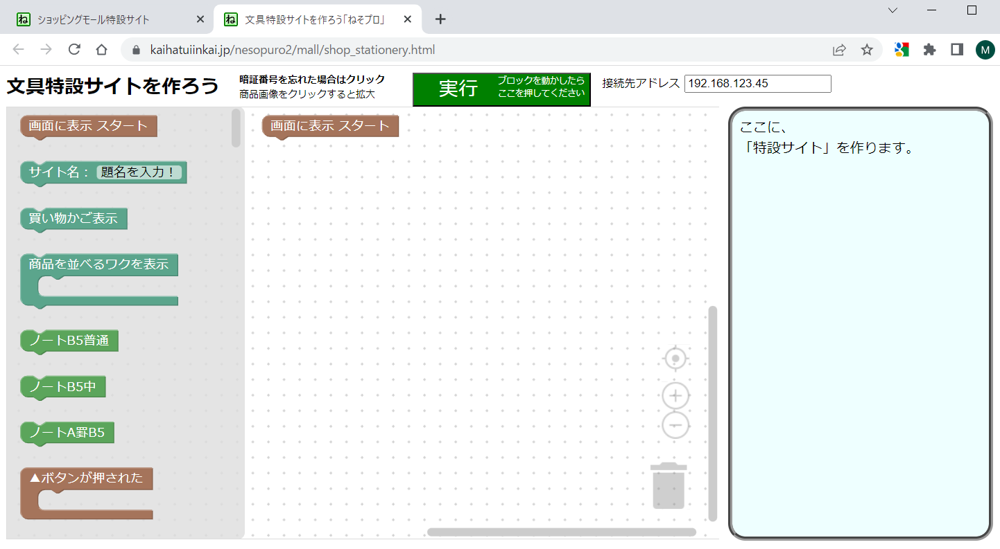 ね ショッピングモール特設サイト
ね 文具特設サイトを作ろう「ねそプロ」
kaihatuiinkai.jp/nesopuro2/mall/shop_stationery.html
M
文具特設サイトを作ろう
暗証番号を忘れた場合はクリック
商品画像をクリックすると拡大
実行
ブロックを動かしたら
ここを押してください
接続先アドレス 192.168.123.45
画面に表示 スタート
サイト名： 題名を入力！
買い物かご表示
商品を並べるワクを表示
ノートB5普通
ノートB5中
ノートA罫B5
▲ボタンが押された
画面に表示 スタート
ここに、
「特設サイト」を作ります。